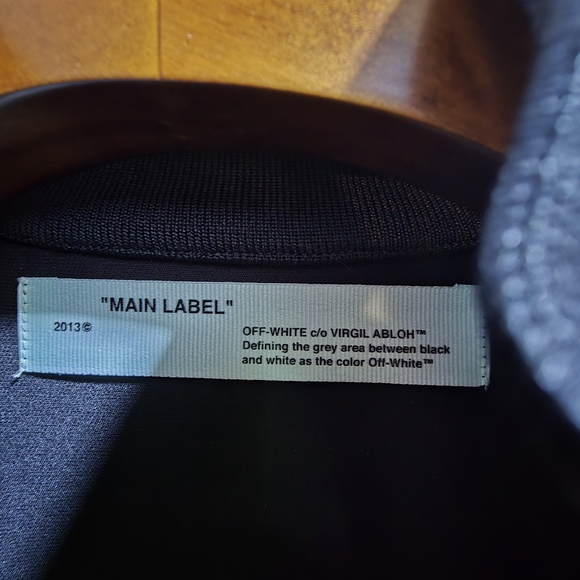 "MAIN LABEL"
2013©
OFF-WHITE c/o VIRGIL ABLOH™
Defining the grey area between black
and white as the color Off-White™